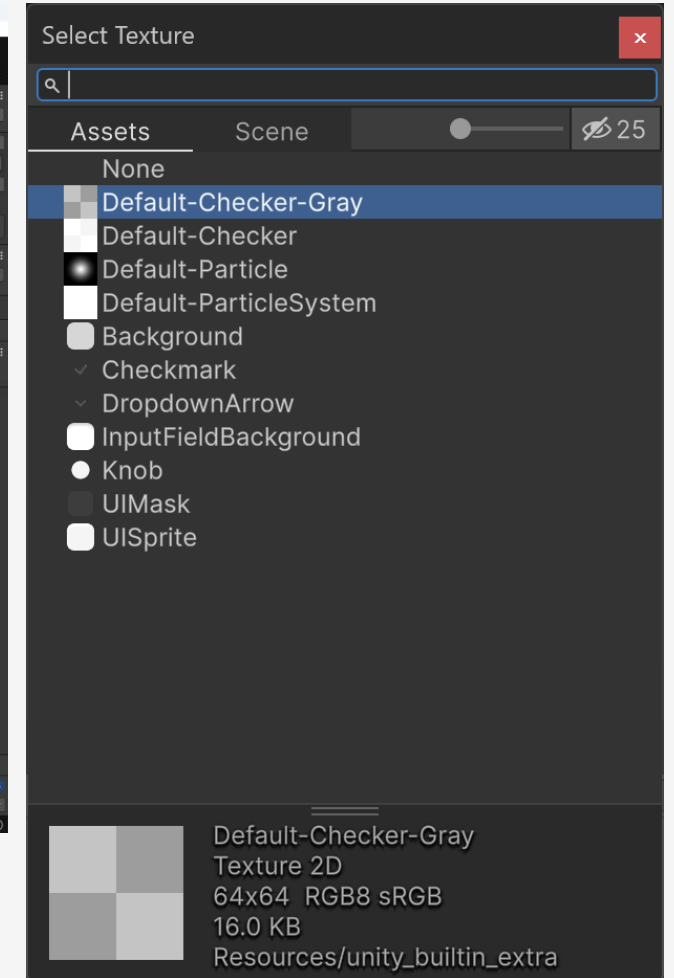 Select Texture
x
Assets Scene 25
None
Default-Checker-Gray
Default-Checker
Default-Particle
Default-ParticleSystem
Background
Checkmark
DropdownArrow
InputFieldBackground
Knob
UIMask
UISprite
Default-Checker-Gray
Texture 2D
64x64 RGB8 sRGB
16.0 KB
Resources/unity_builtin_extra